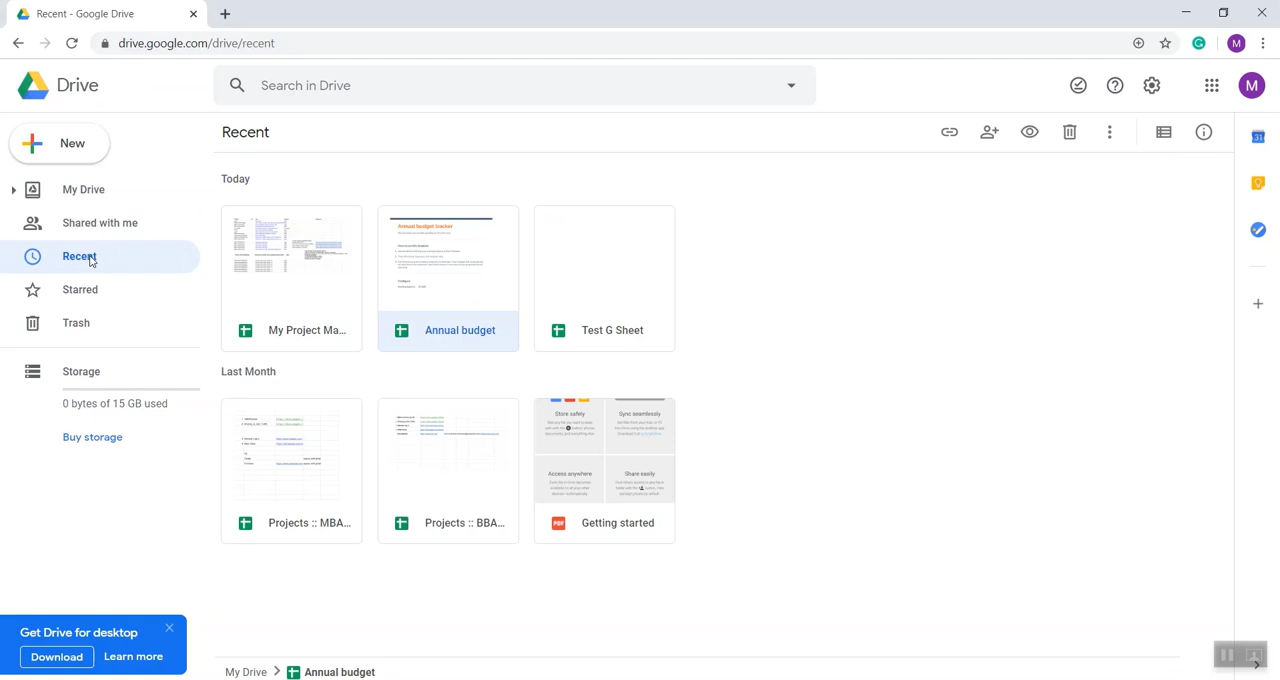 Recent - Google Drive
drive.google.com/drive/recent
M
Drive
Search in Drive
M
New
Recent
My Drive
Shared with me
Recent
Starred
Trash
Storage
0 bytes of 15 GB used
Buy storage
Today
Annual budget tracker
My Project Ma...
Annual budget
Test G Sheet
Last Month
Store safely
Sync seamlessly
Access anywhere
Share easily
Projects :: MBA...
Projects :: BBA...
PDF
Getting started
31
Get Drive for desktop
Download
Learn more
My Drive > Annual budget